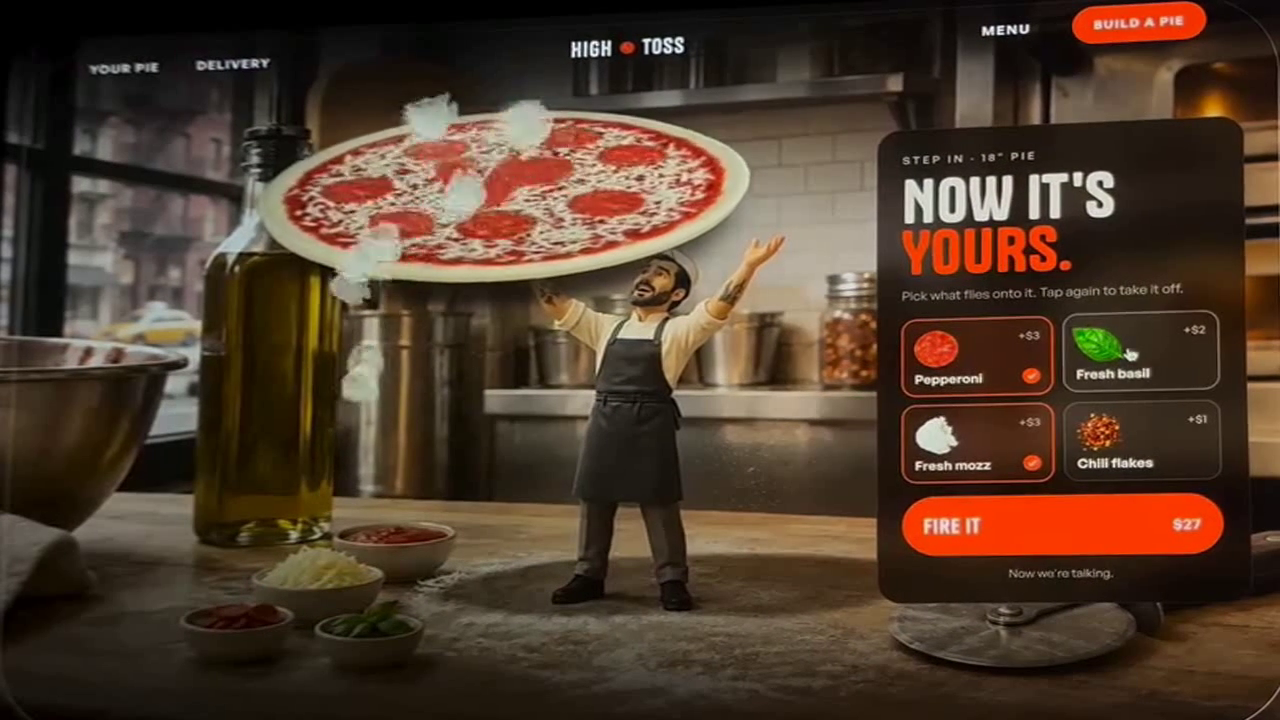 YOUR PIE
DELIVERY
HIGH TOSS
MENU
BUILD A PIE
STEP IN - 18" PIE
NOW IT'S
YOURS.
Pick what flies onto it. Tap again to take it off.
+$3
Pepperoni
+$2
Fresh basil
+$3
Fresh mozz
+$1
Chili flakes
FIRE IT
$27
Now we're talking.